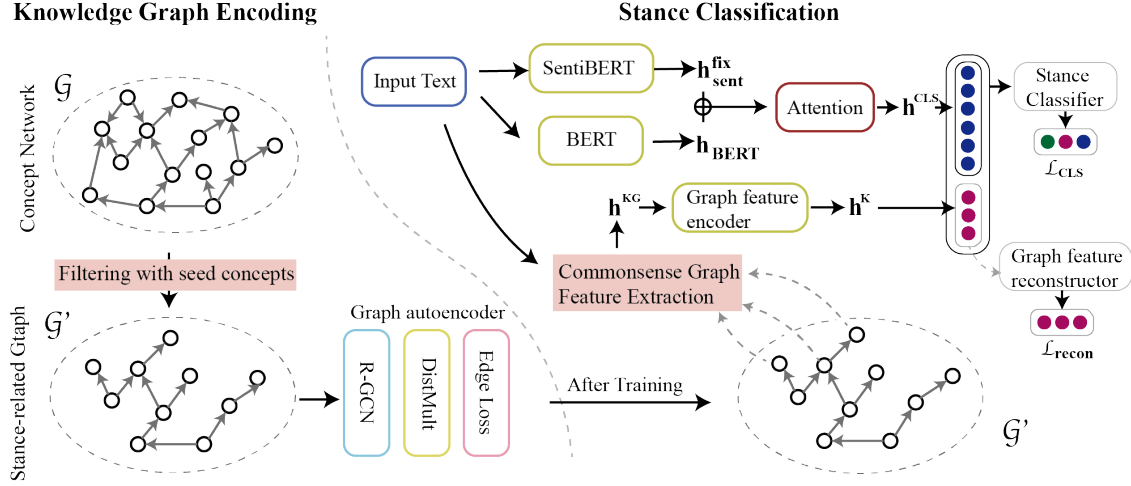 Knowledge Graph Encoding
Stance Classification
𝒢
Concept Network
Filtering with seed concepts
𝒢'
Stance-related Gtaph
Graph autoencoder
R-GCN
DistMult
Edge Loss
After Training
Input Text
SentiBERT
h^fix_sent
BERT
h_BERT
Attention
h^CLS
Stance
Classifier
ℒ_CLS
h^KG
Graph feature
encoder
h^K
Commonsense Graph
Feature Extraction
Graph feature
reconstructor
ℒ_recon
𝒢'